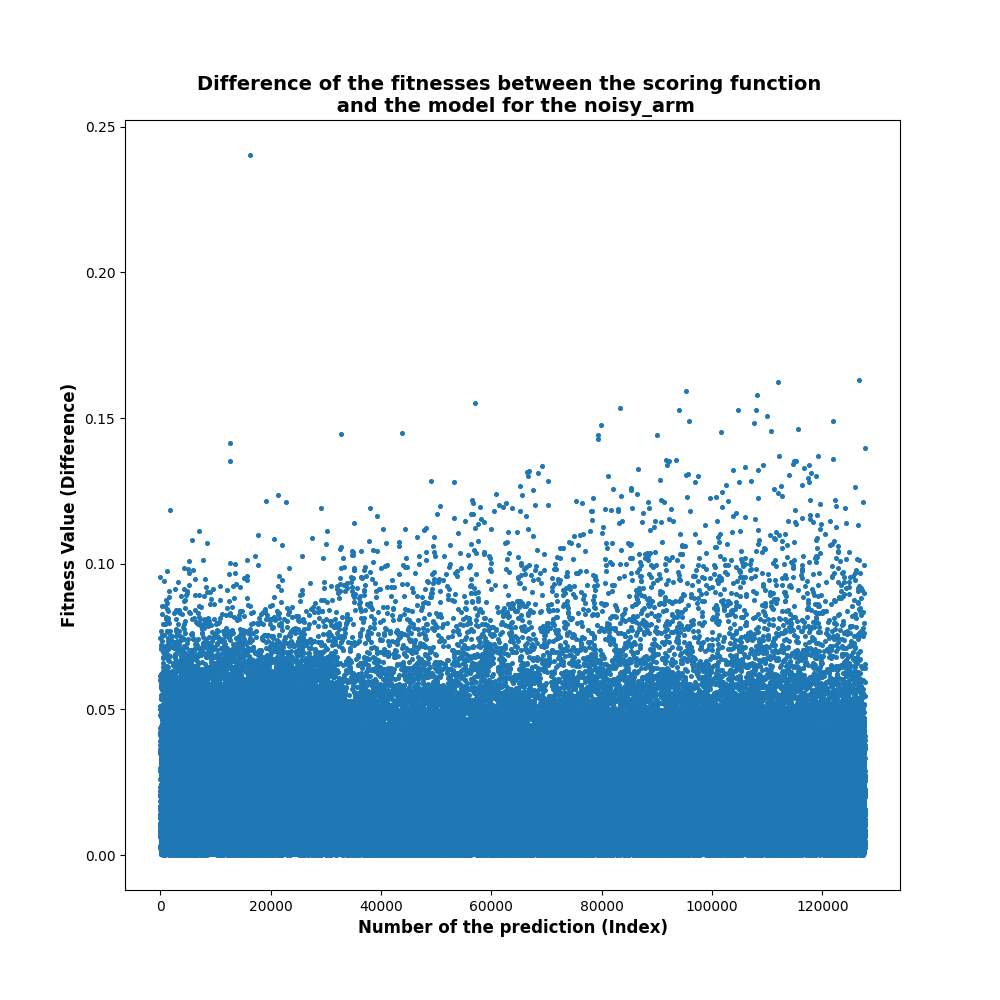 Difference of the fitnesses between the scoring function
and the model for the noisy_arm
0.25
0.20
0.15
0.10
0.05
0.00
Fitness Value (Difference)
0 20000 40000 60000 80000 100000 120000
Number of the prediction (Index)